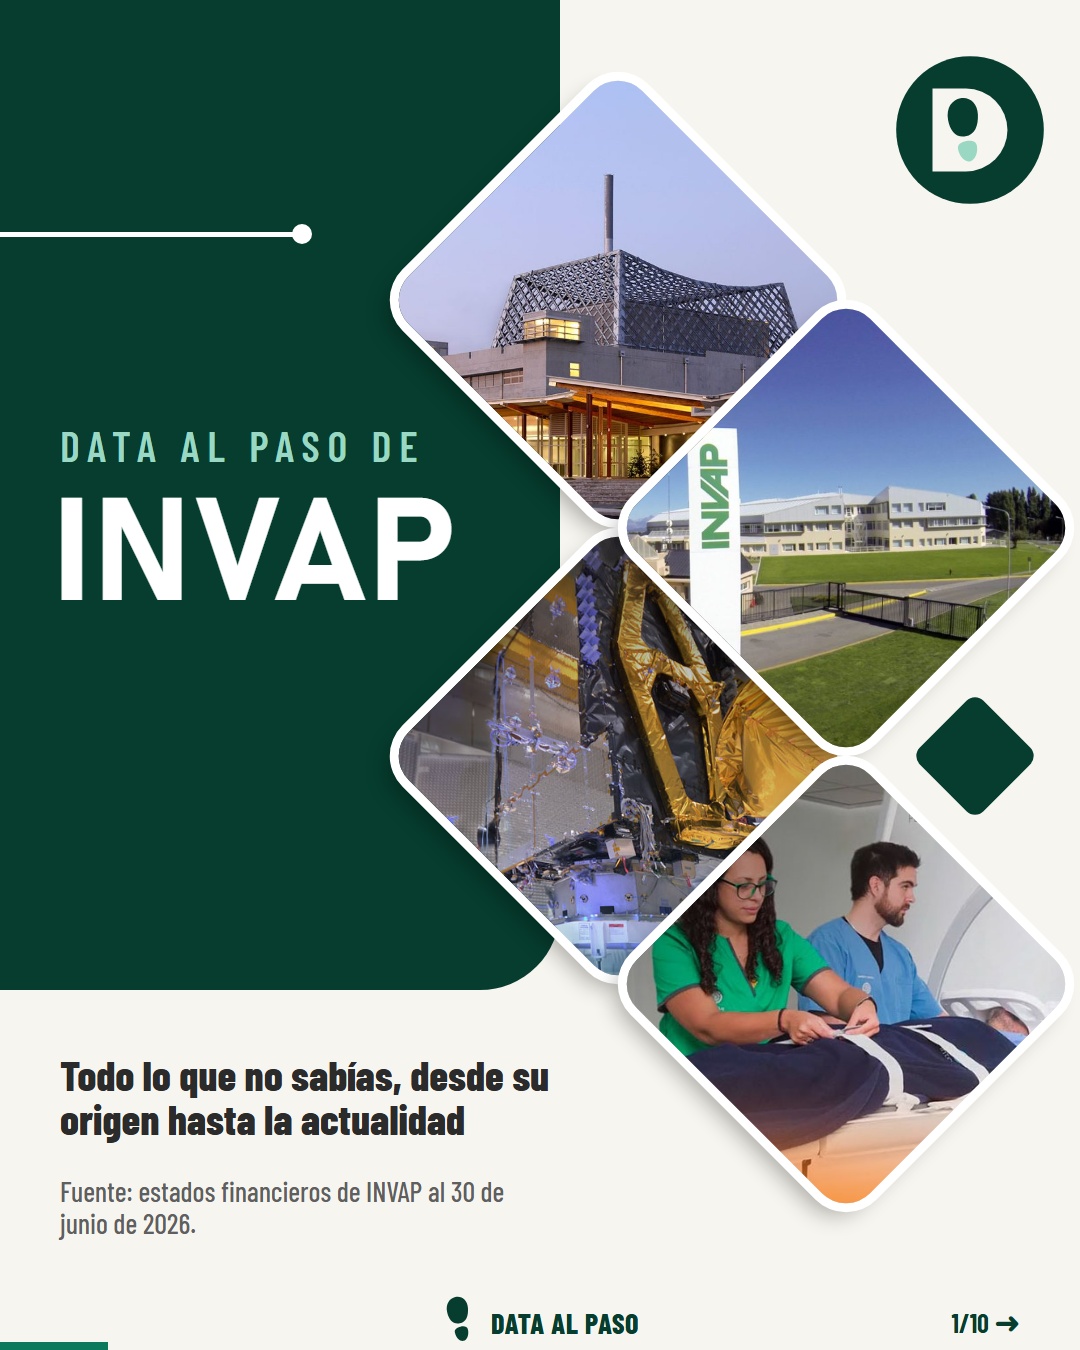 DATA AL PASO DE
INVAP
INVAP
Todo lo que no sabías, desde su
origen hasta la actualidad
Fuente: estados financieros de INVAP al 30 de
junio de 2026.
DATA AL PASO
1/10 →